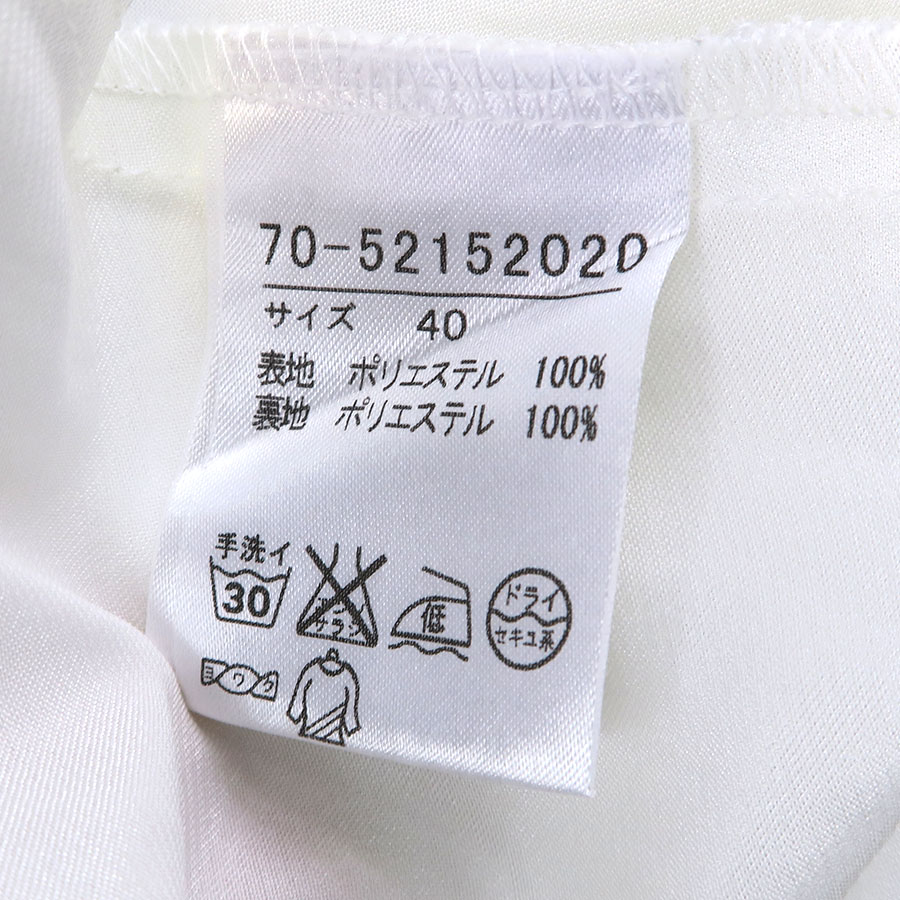 70-52152020
サイズ 40
表地 ポリエステル 100%
裏地 ポリエステル 100%
手洗イ
30
サラシ
低
ドライ
セキユ系
ヨワク